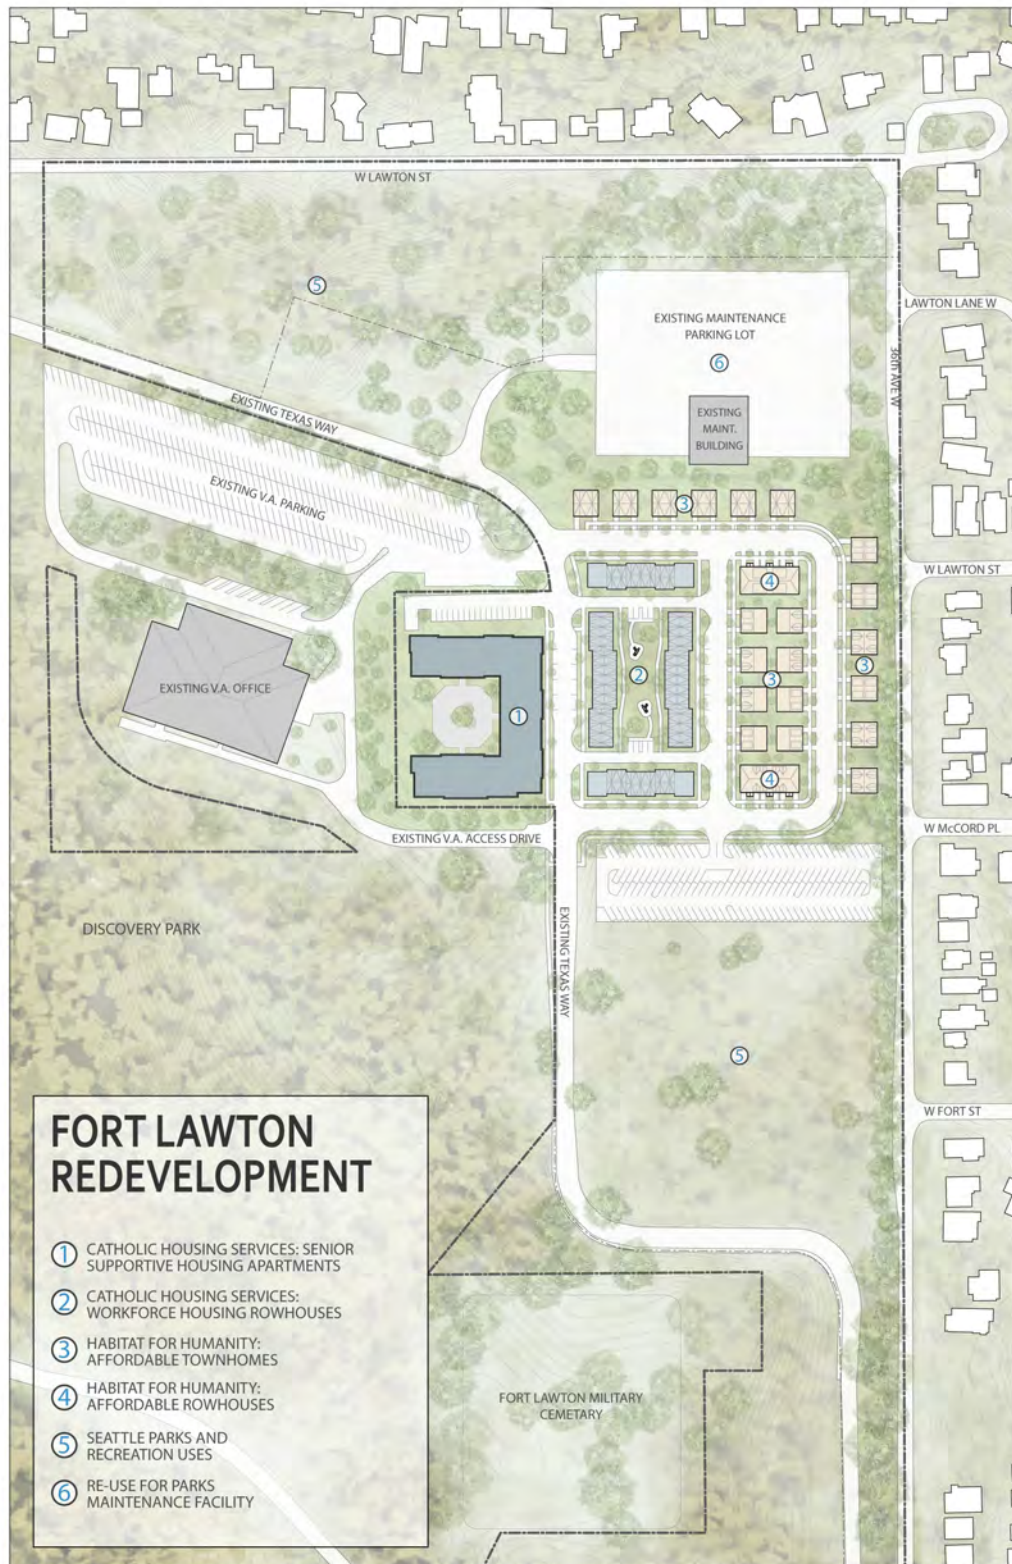 W LAWTON ST
5
LAWTON LANE W
EXISTING MAINTENANCE
PARKING LOT
6
36th AVE W
EXISTING TEXAS WAY
EXISTING
MAINT.
BUILDING
EXISTING V.A. PARKING
3
W LAWTON ST
4
EXISTING V.A. OFFICE
1
2
3
3
4
W McCORD PL
EXISTING V.A. ACCESS DRIVE
DISCOVERY PARK
EXISTING TEXAS WAY
5
W FORT ST
FORT LAWTON
REDEVELOPMENT
1 CATHOLIC HOUSING SERVICES: SENIOR
SUPPORTIVE HOUSING APARTMENTS
2 CATHOLIC HOUSING SERVICES:
WORKFORCE HOUSING ROWHOUSES
3 HABITAT FOR HUMANITY:
AFFORDABLE TOWNHOMES
4 HABITAT FOR HUMANITY:
AFFORDABLE ROWHOUSES
5 SEATTLE PARKS AND
RECREATION USES
6 RE-USE FOR PARKS
MAINTENANCE FACILITY
FORT LAWTON MILITARY
CEMETARY